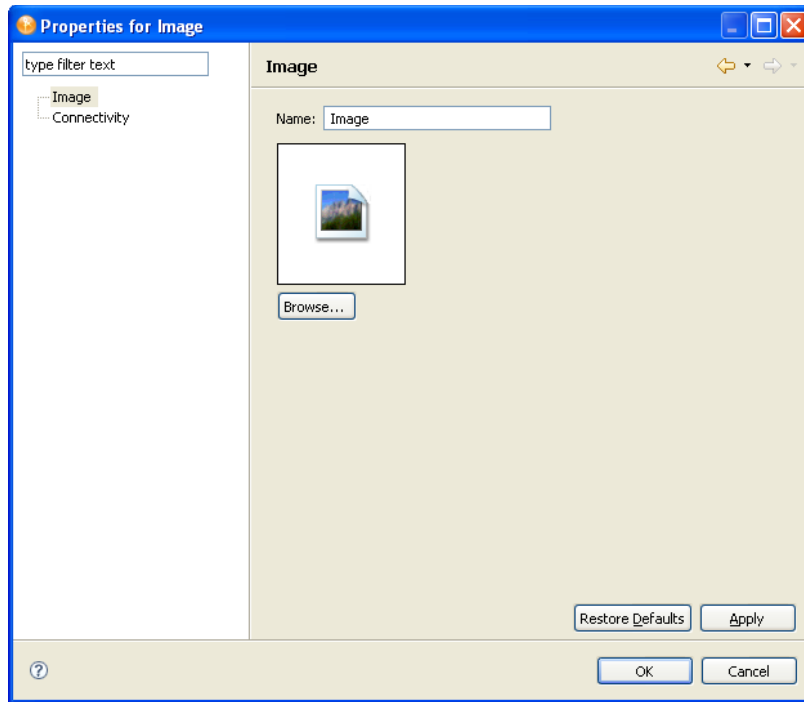 Properties for Image
type filter text
Image
Image
Connectivity
Name: Image
Browse...
Restore Defaults Apply
? OK Cancel